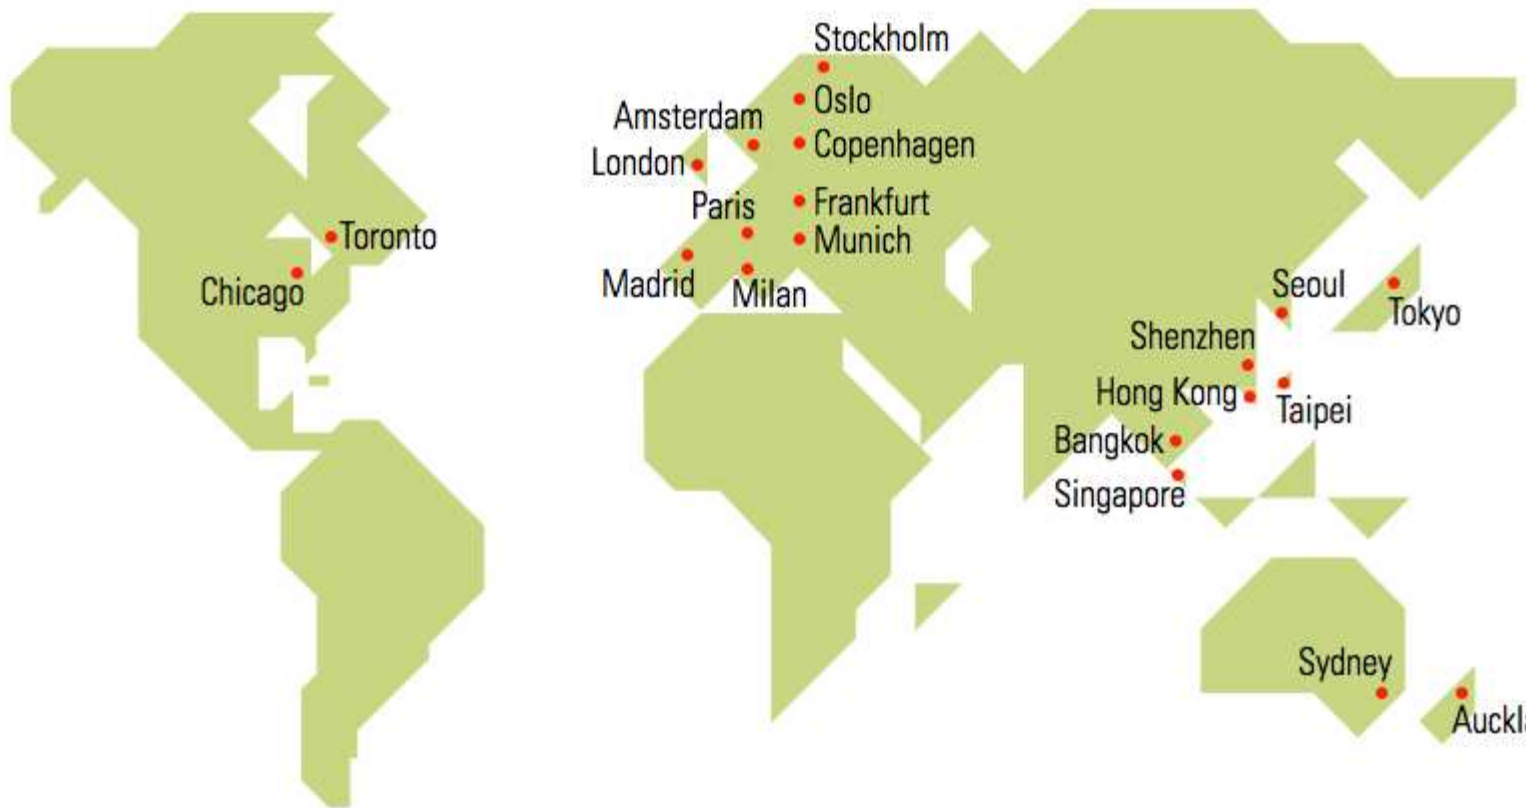 Stockholm
Oslo
Amsterdam
Copenhagen
London
Paris
Frankfurt
Toronto
Munich
Madrid
Milan
Chicago
Seoul
Tokyo
Shenzhen
Hong Kong
Taipei
Bangkok
Singapore
Sydney
Auckla